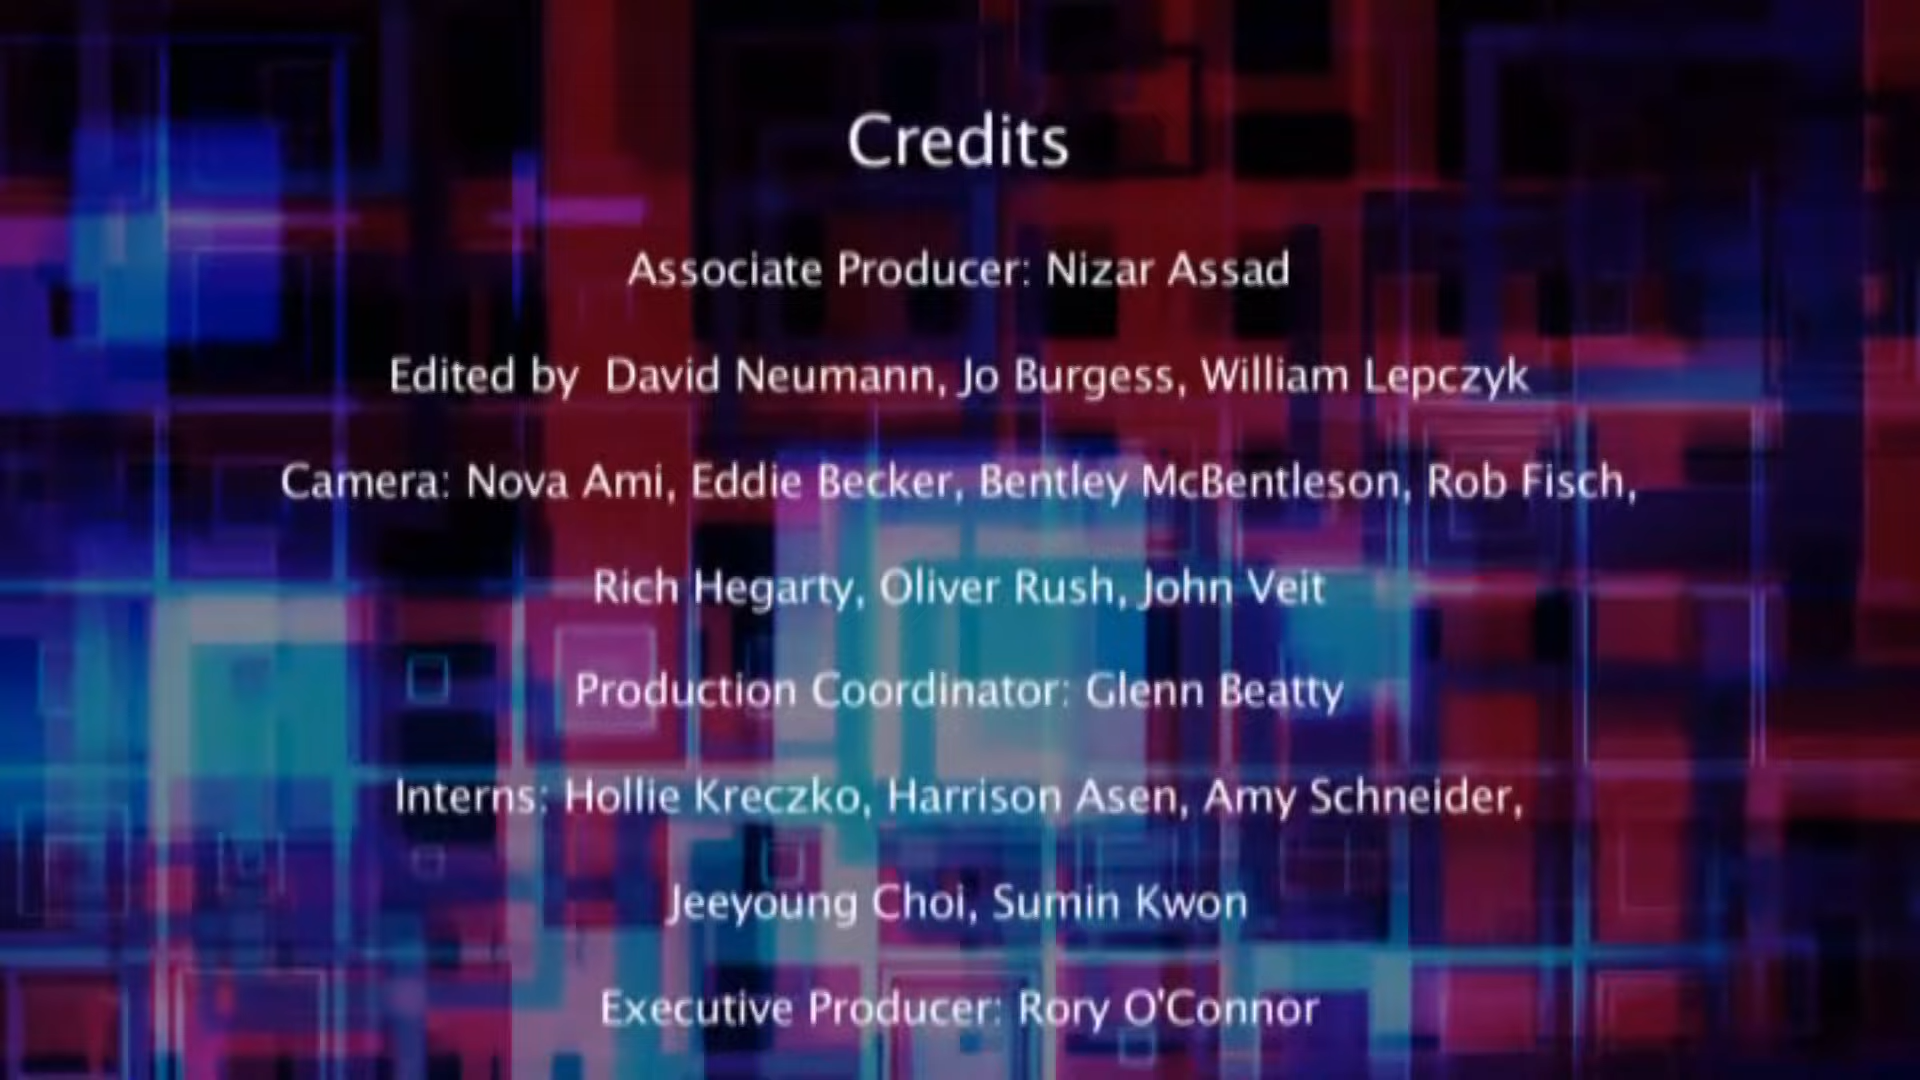 Credits
Associate Producer: Nizar Assad
Edited by  David Neumann, Jo Burgess, William Lepczyk
Camera: Nova Ami, Eddie Becker, Bentley McBentleson, Rob Fisch,
Rich Hegarty, Oliver Rush, John Veit
Production Coordinator: Glenn Beatty
Interns: Hollie Kreczko, Harrison Asen, Amy Schneider,
Jeeyoung Choi, Sumin Kwon
Executive Producer: Rory O'Connor